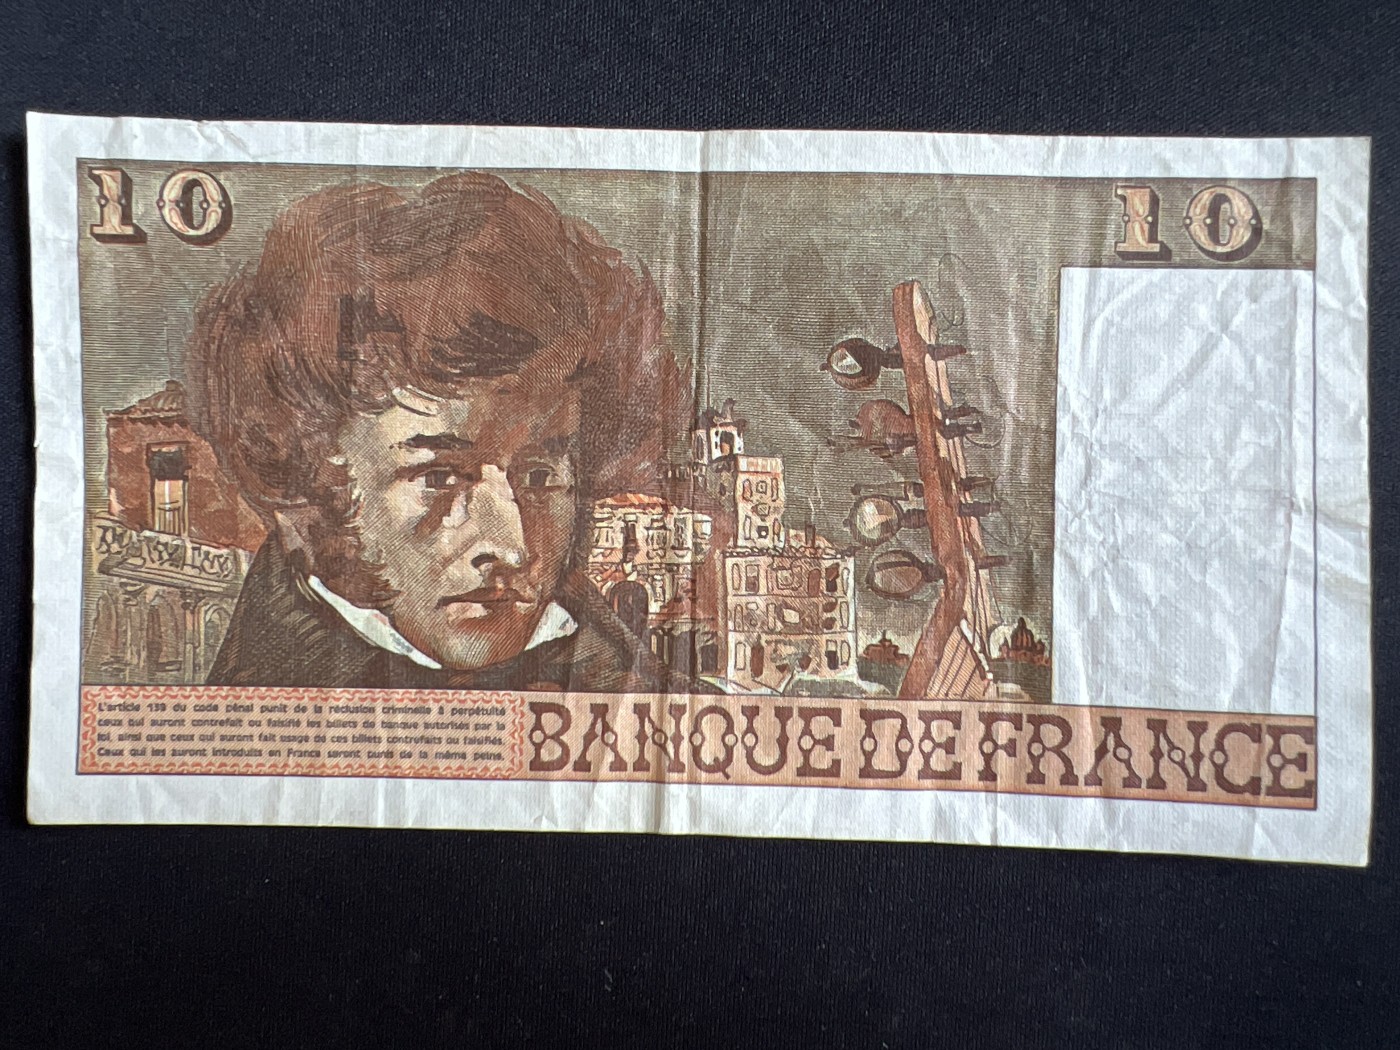 10
10
L'article 139 du code pénal punit de la réclusion criminelle à perpétuité
ceux qui auront contrefait ou falsifié les billets de banque autorisés par la
loi, ainsi que ceux qui auront fait usage de ces billets contrefaits ou falsifiés.
Ceux qui les auront introduits en France seront punis de la même peine.
BANQUE DE FRANCE